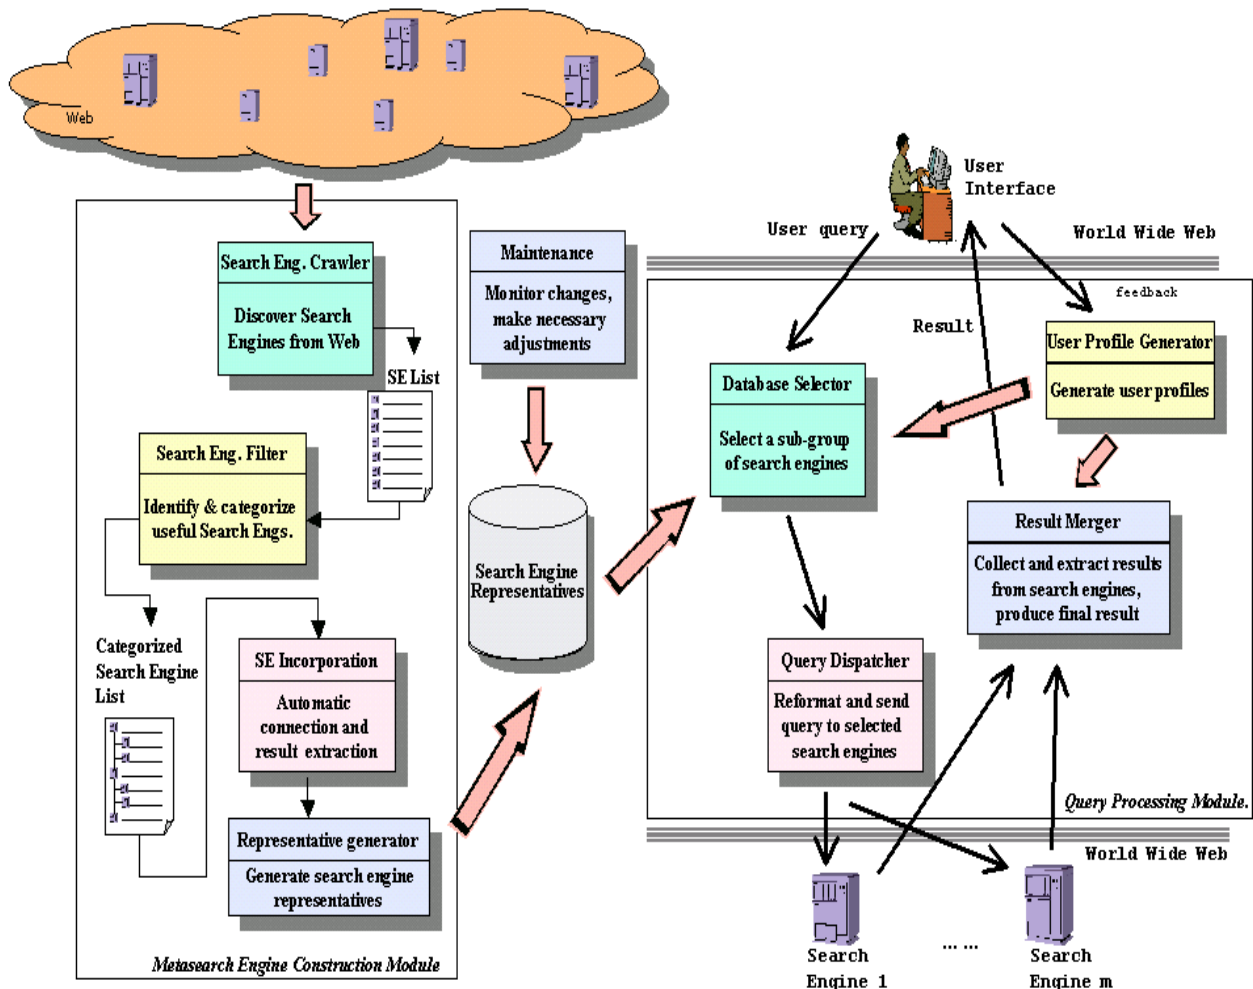 Web
Search Eng. Crawler
Discover Search
Engines from Web
SE List
Search Eng. Filter
Identify & categorize
useful Search Engs.
Categorized
Search Engine
List
SE Incorporation
Automatic
connection and
result extraction
Representative generator
Generate search engine
representatives
Metasearch Engine Construction Module
Maintenance
Monitor changes,
make necessary
adjustments
Search Engine
Representatives
User
Interface
User query
World Wide Web
feedback
Result
User Profile Generator
Generate user profiles
Database Selector
Select a sub-group
of search engines
Result Merger
Collect and extract results
from search engines,
produce final result
Query Dispatcher
Reformat and send
query to selected
search engines
Query Processing Module.
World Wide Web
Search
Engine 1
... ...
Search
Engine m